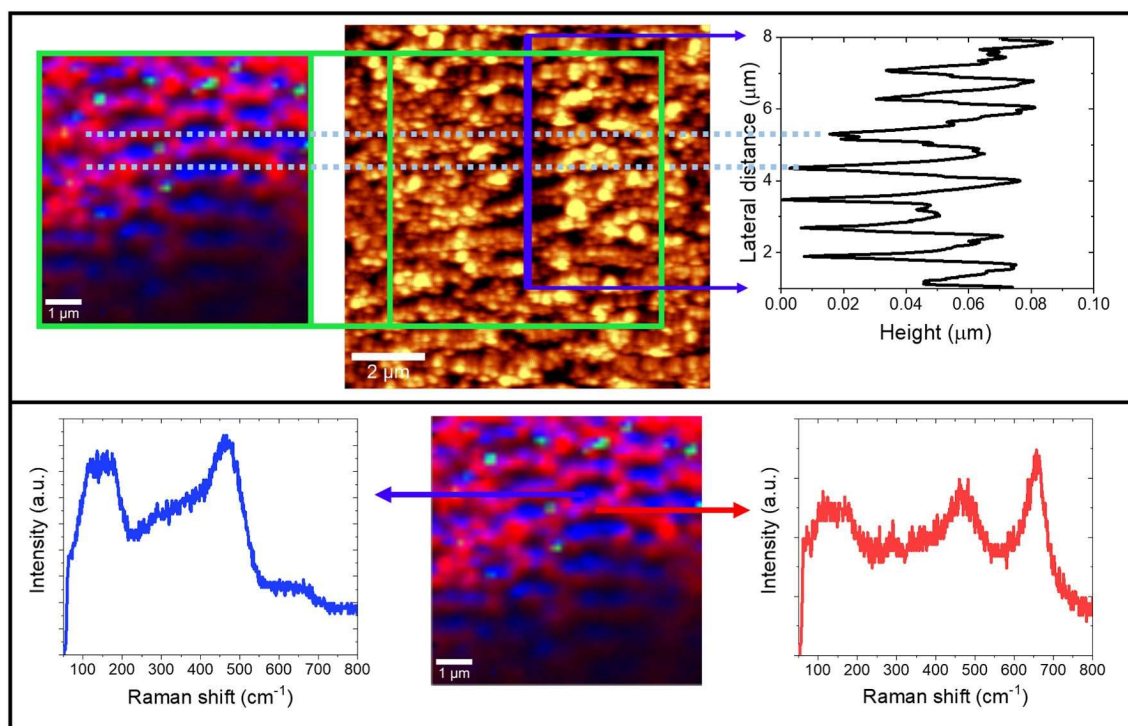 1 µm
2 µm
8
6
4
2
Lateral distance (µm)
0.00 0.02 0.04 0.06 0.08 0.10
Height (µm)
Intensity (a.u.)
100 200 300 400 500 600 700 800
Raman shift (cm⁻¹)
1 µm
Intensity (a.u.)
100 200 300 400 500 600 700 800
Raman shift (cm⁻¹)